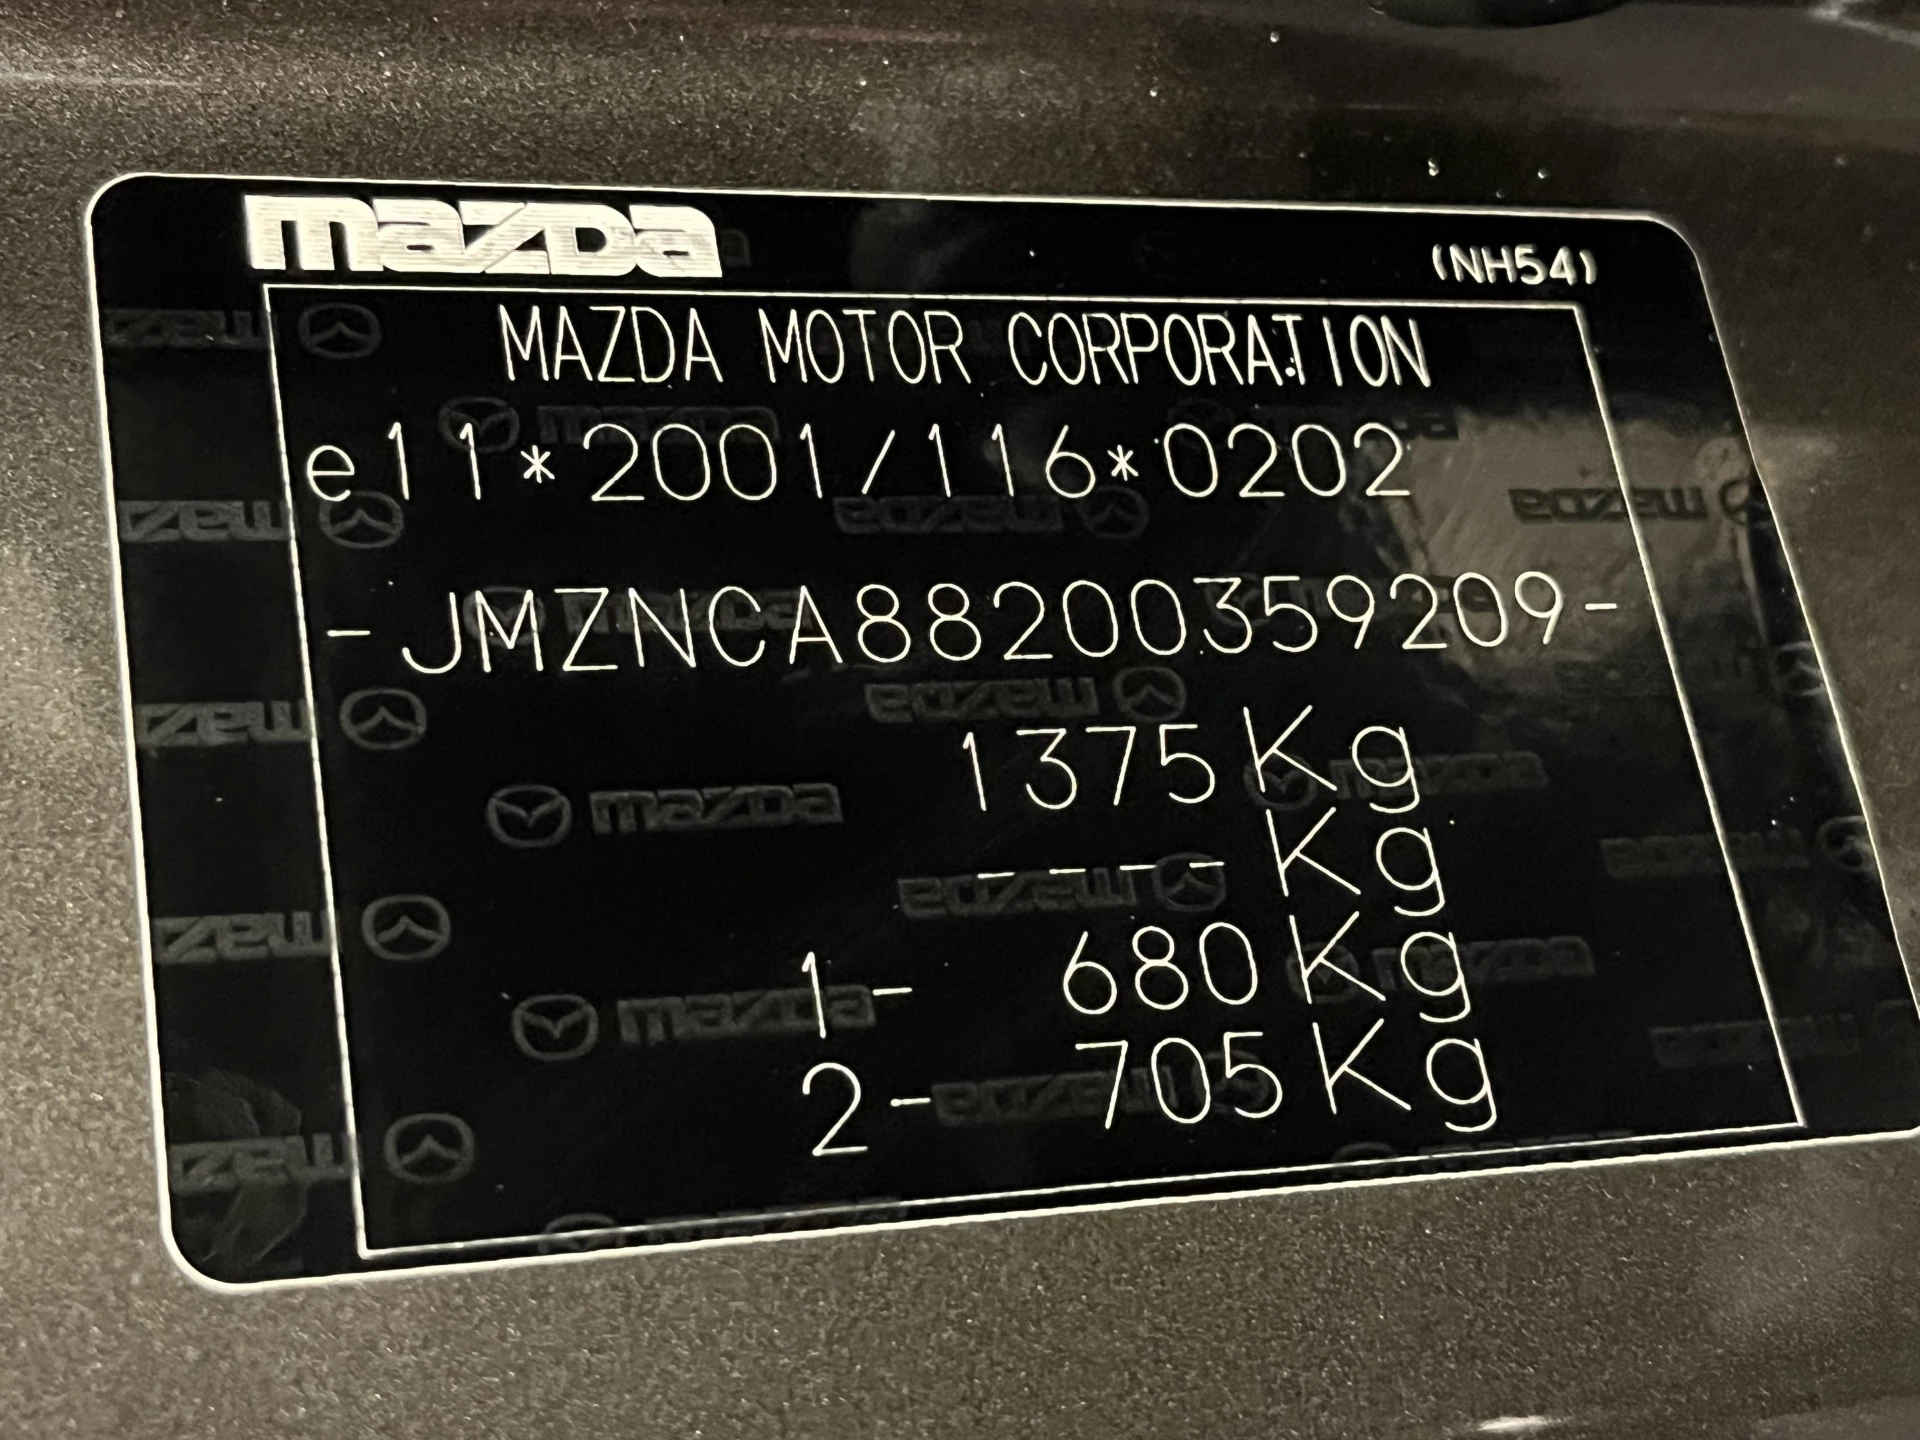 mazda
(NH54)
MAZDA MOTOR CORPORATION
e11*2001/116*0202
-JMZNCA88200359209-
1375Kg
----Kg
1- 680Kg
2- 705Kg